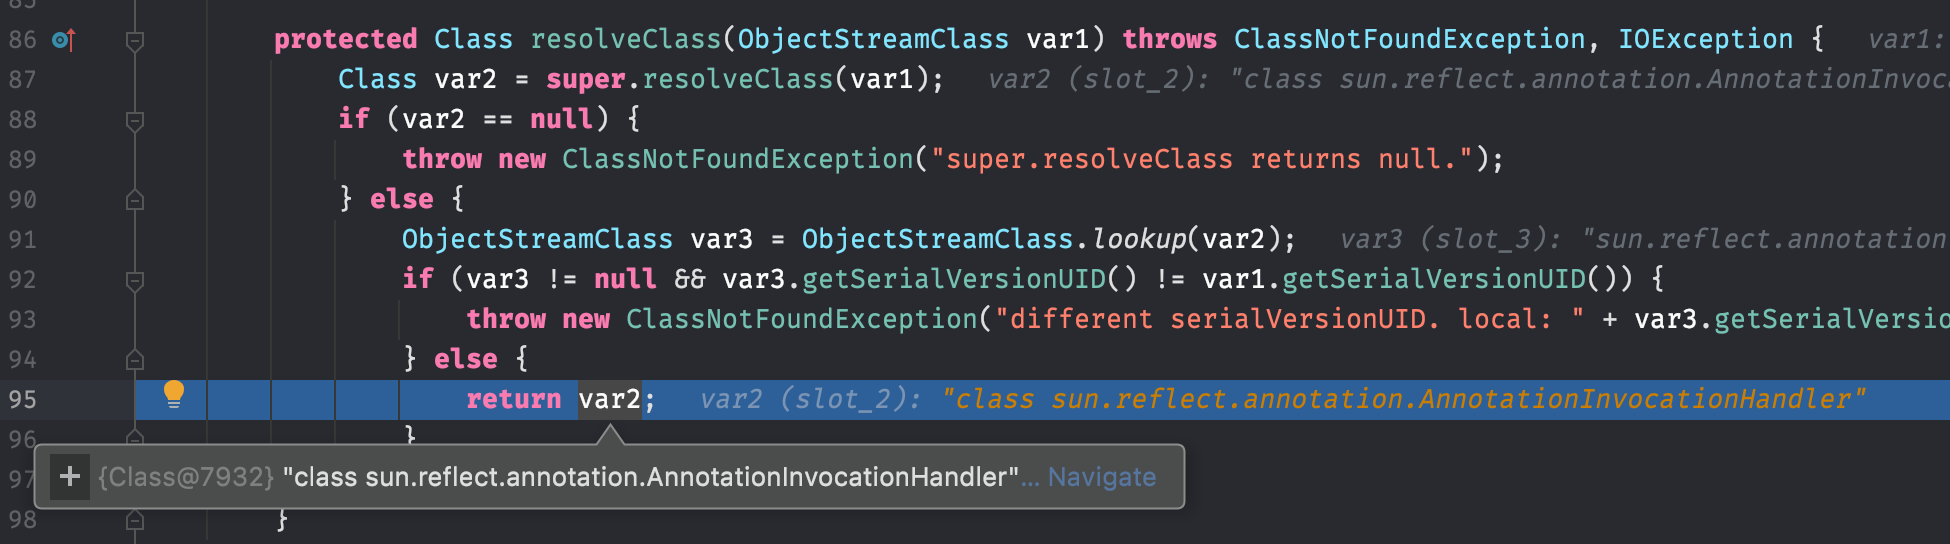 85
86 protected Class resolveClass(ObjectStreamClass var1) throws ClassNotFoundException, IOException { var1:
87 Class var2 = super.resolveClass(var1); var2 (slot_2): "class sun.reflect.annotation.AnnotationInvoca
88 if (var2 == null) {
89 throw new ClassNotFoundException("super.resolveClass returns null.");
90 } else {
91 ObjectStreamClass var3 = ObjectStreamClass.lookup(var2); var3 (slot_3): "sun.reflect.annotation
92 if (var3 != null && var3.getSerialVersionUID() != var1.getSerialVersionUID()) {
93 throw new ClassNotFoundException("different serialVersionUID. local: " + var3.getSerialVersio
94 } else {
95 return var2; var2 (slot_2): "class sun.reflect.annotation.AnnotationInvocationHandler"
96 }
97 + {Class@7932} "class sun.reflect.annotation.AnnotationInvocationHandler"... Navigate
98 }